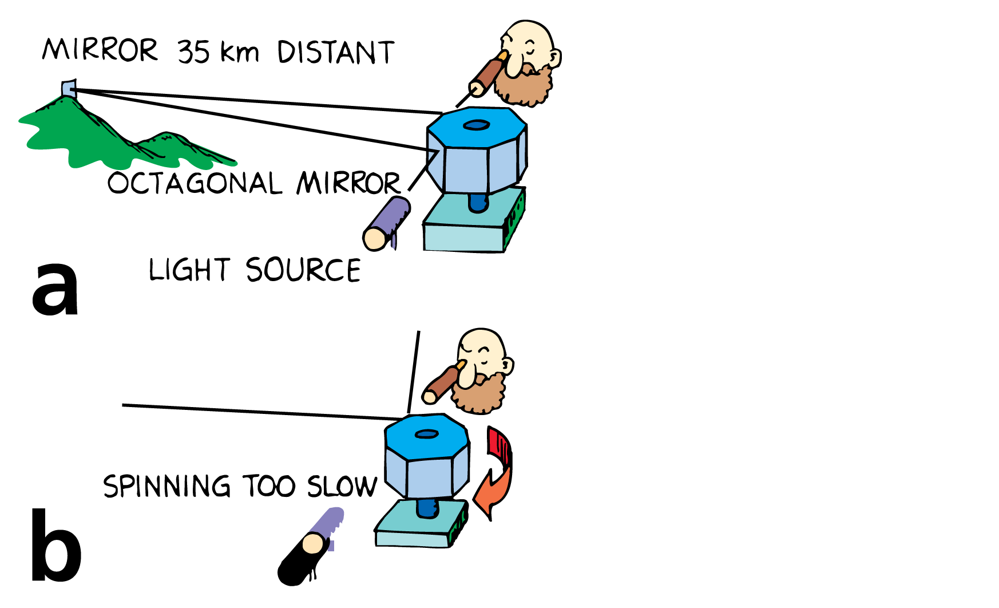 MIRROR 35 km DISTANT
OCTAGONAL MIRROR
LIGHT SOURCE
a
SPINNING TOO SLOW
b